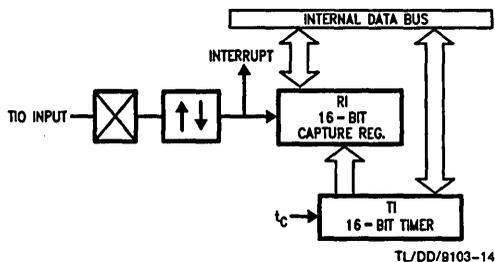 INTERNAL DATA BUS
INTERRUPT
TIO INPUT
RI
16-BIT
CAPTURE REG.
tC
TI
16-BIT TIMER
TL/DD/9103-14